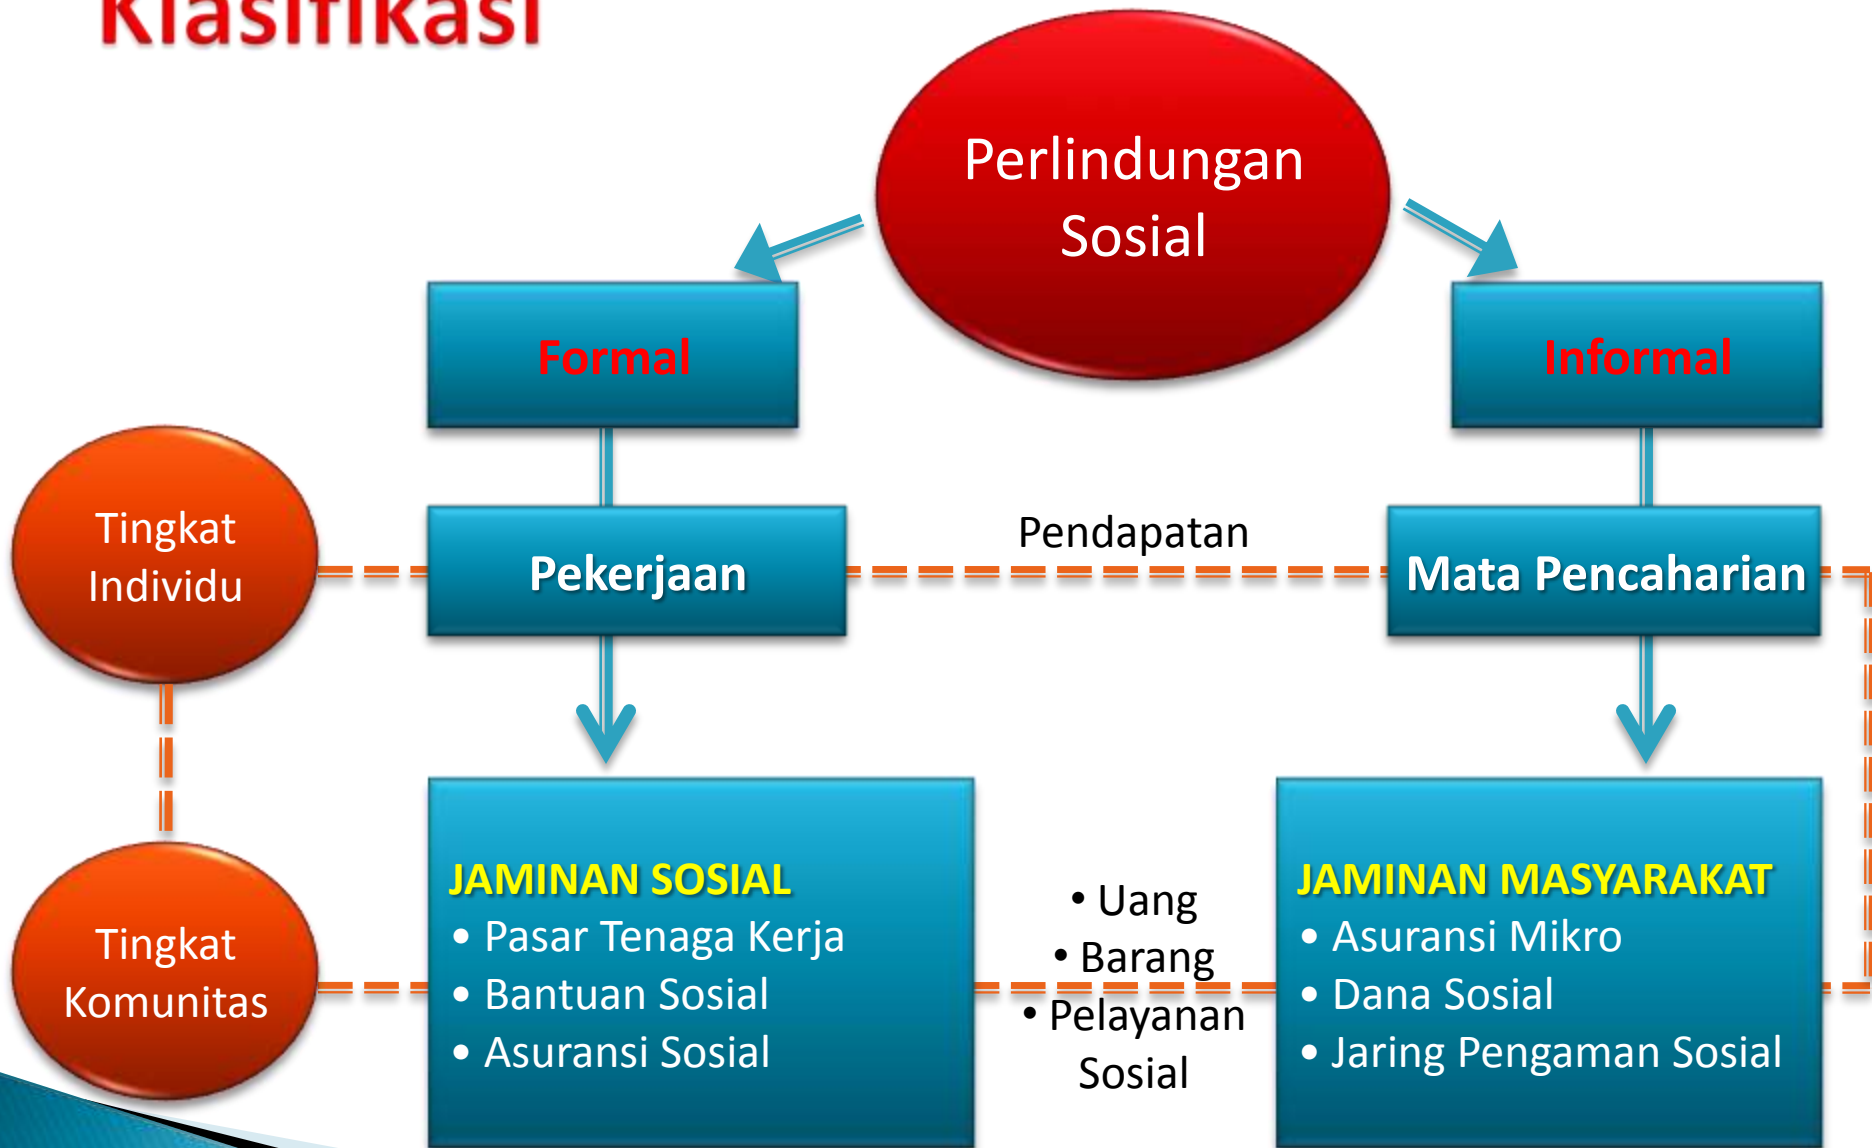 Klasifikasi
Perlindungan
Sosial
Formal
Informal
Tingkat
Individu
Pekerjaan
Pendapatan
Mata Pencaharian
Tingkat
Komunitas
JAMINAN SOSIAL
• Pasar Tenaga Kerja
• Bantuan Sosial
• Asuransi Sosial
• Uang
• Barang
• Pelayanan
Sosial
JAMINAN MASYARAKAT
• Asuransi Mikro
• Dana Sosial
• Jaring Pengaman Sosial